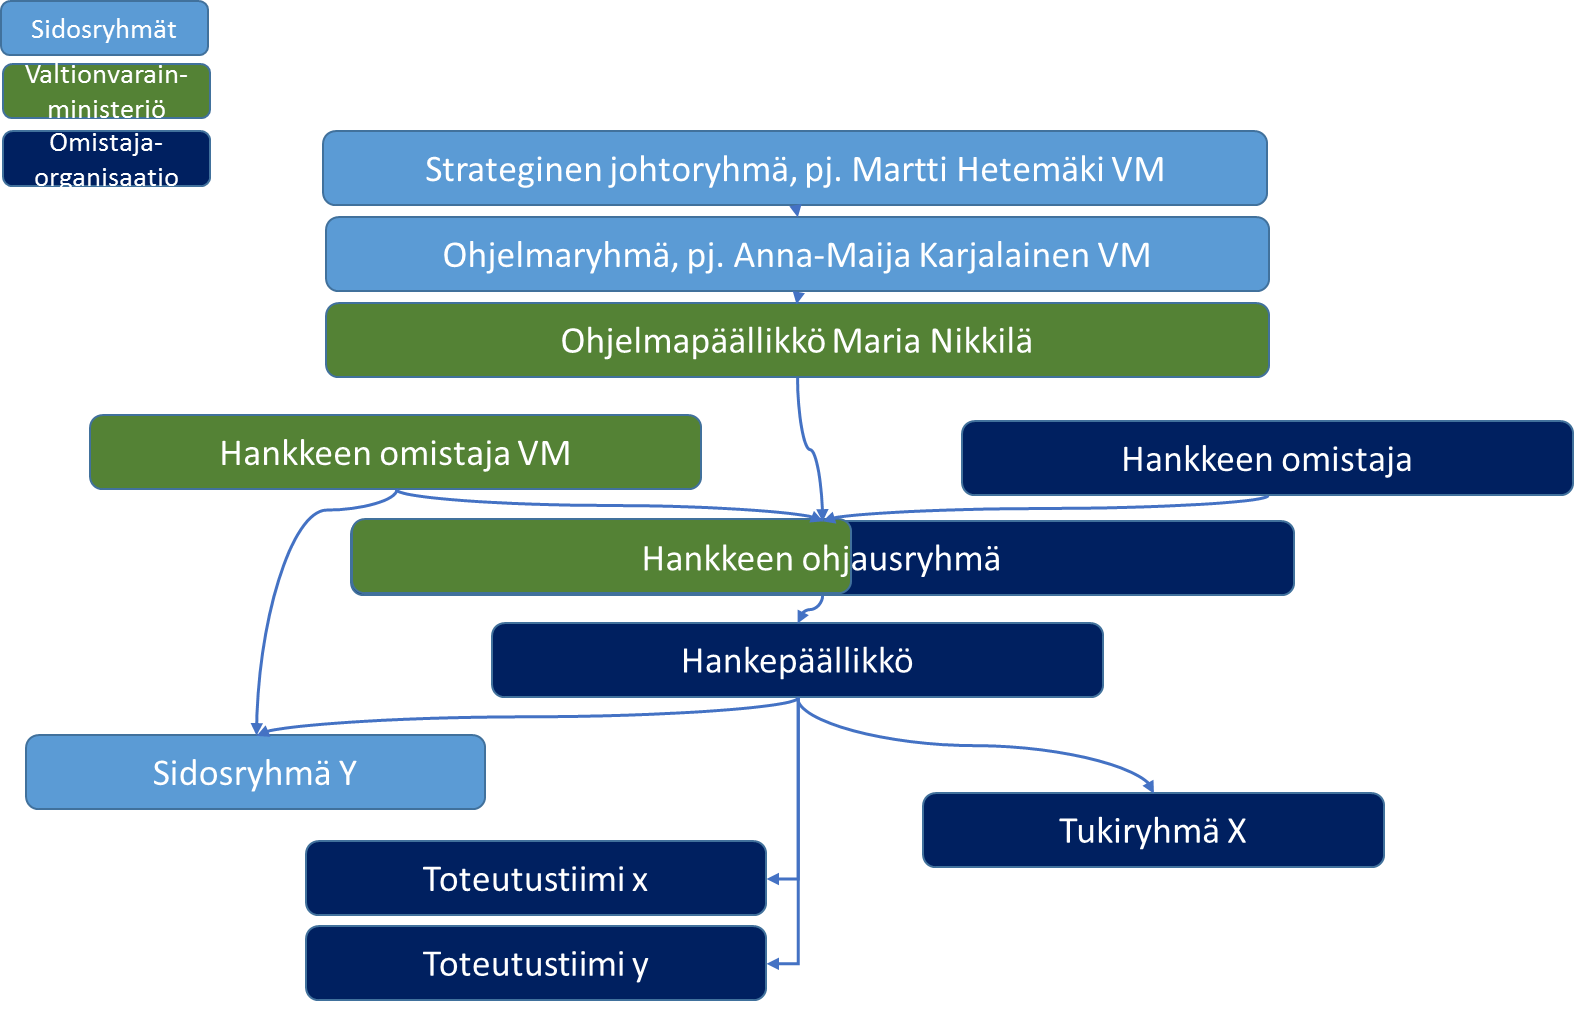 Sidosryhmät
Valtionvarain-
ministeriö
Omistaja-
organisaatio
Strateginen johtoryhmä, pj. Martti Hetemäki VM
Ohjelmaryhmä, pj. Anna-Maija Karjalainen VM
Ohjelmapäällikkö Maria Nikkilä
Hankkeen omistaja VM
Hankkeen omistaja
Hankkeen ohjausryhmä
Hankepäällikkö
Sidosryhmä Y
Tukiryhmä X
Toteutustiimi x
Toteutustiimi y